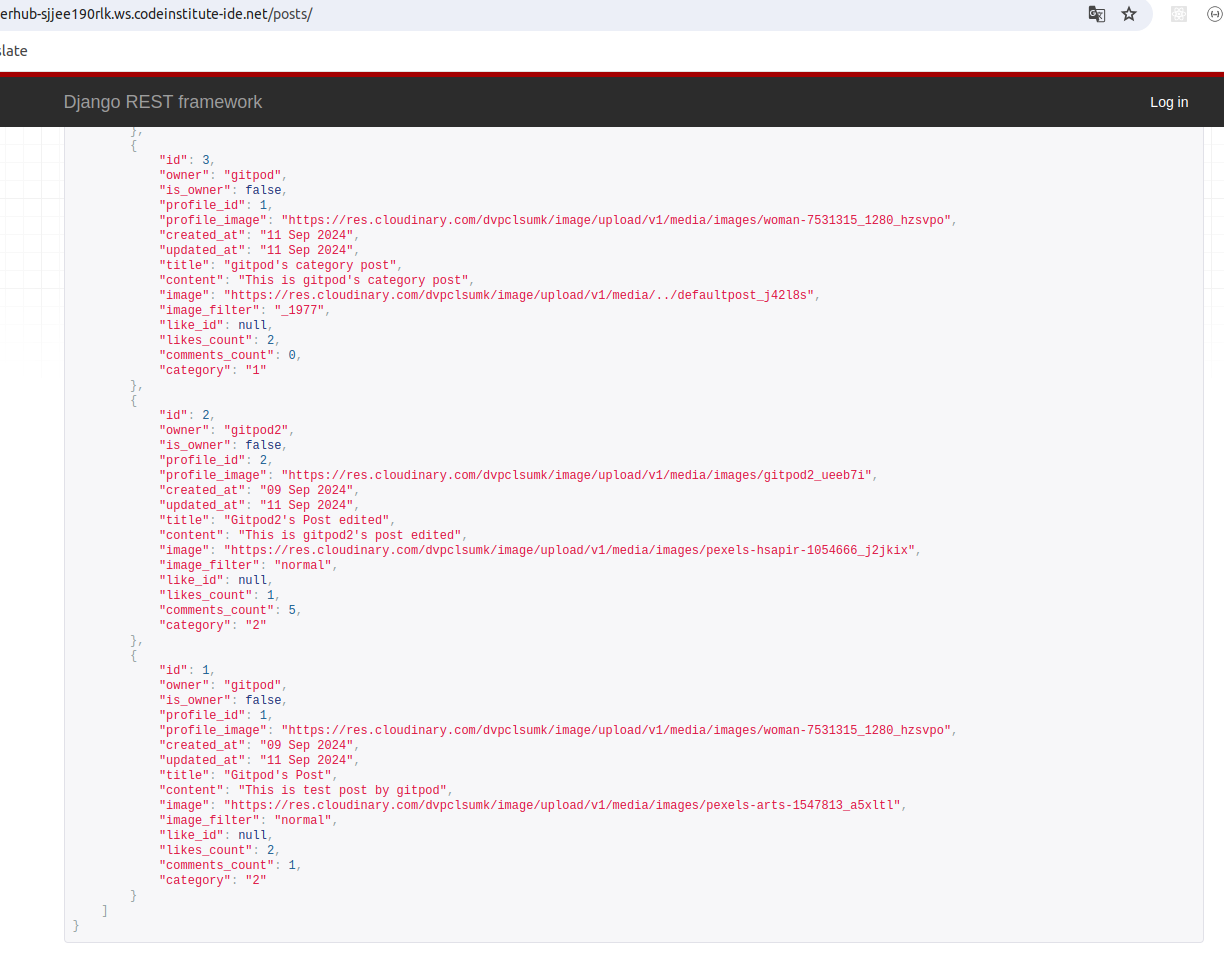 erhub-sjjee190rlk.ws.codeinstitute-ide.net/posts/
slate
Django REST framework
Log in
},
{
"id": 3,
"owner": "gitpod",
"is_owner": false,
"profile_id": 1,
"profile_image": "https://res.cloudinary.com/dvpclsumk/image/upload/v1/media/images/woman-7531315_1280_hzsvpo",
"created_at": "11 Sep 2024",
"updated_at": "11 Sep 2024",
"title": "gitpod's category post",
"content": "This is gitpod's category post",
"image": "https://res.cloudinary.com/dvpclsumk/image/upload/v1/media/../defaultpost_j42l8s",
"image_filter": "_1977",
"like_id": null,
"likes_count": 2,
"comments_count": 0,
"category": "1"
},
{
"id": 2,
"owner": "gitpod2",
"is_owner": false,
"profile_id": 2,
"profile_image": "https://res.cloudinary.com/dvpclsumk/image/upload/v1/media/images/gitpod2_ueeb7i",
"created_at": "09 Sep 2024",
"updated_at": "11 Sep 2024",
"title": "Gitpod2's Post edited",
"content": "This is gitpod2's post edited",
"image": "https://res.cloudinary.com/dvpclsumk/image/upload/v1/media/images/pexels-hsapir-1054666_j2jkix",
"image_filter": "normal",
"like_id": null,
"likes_count": 1,
"comments_count": 5,
"category": "2"
},
{
"id": 1,
"owner": "gitpod",
"is_owner": false,
"profile_id": 1,
"profile_image": "https://res.cloudinary.com/dvpclsumk/image/upload/v1/media/images/woman-7531315_1280_hzsvpo",
"created_at": "09 Sep 2024",
"updated_at": "11 Sep 2024",
"title": "Gitpod's Post",
"content": "This is test post by gitpod",
"image": "https://res.cloudinary.com/dvpclsumk/image/upload/v1/media/images/pexels-arts-1547813_a5xltl",
"image_filter": "normal",
"like_id": null,
"likes_count": 2,
"comments_count": 1,
"category": "2"
}
]
}